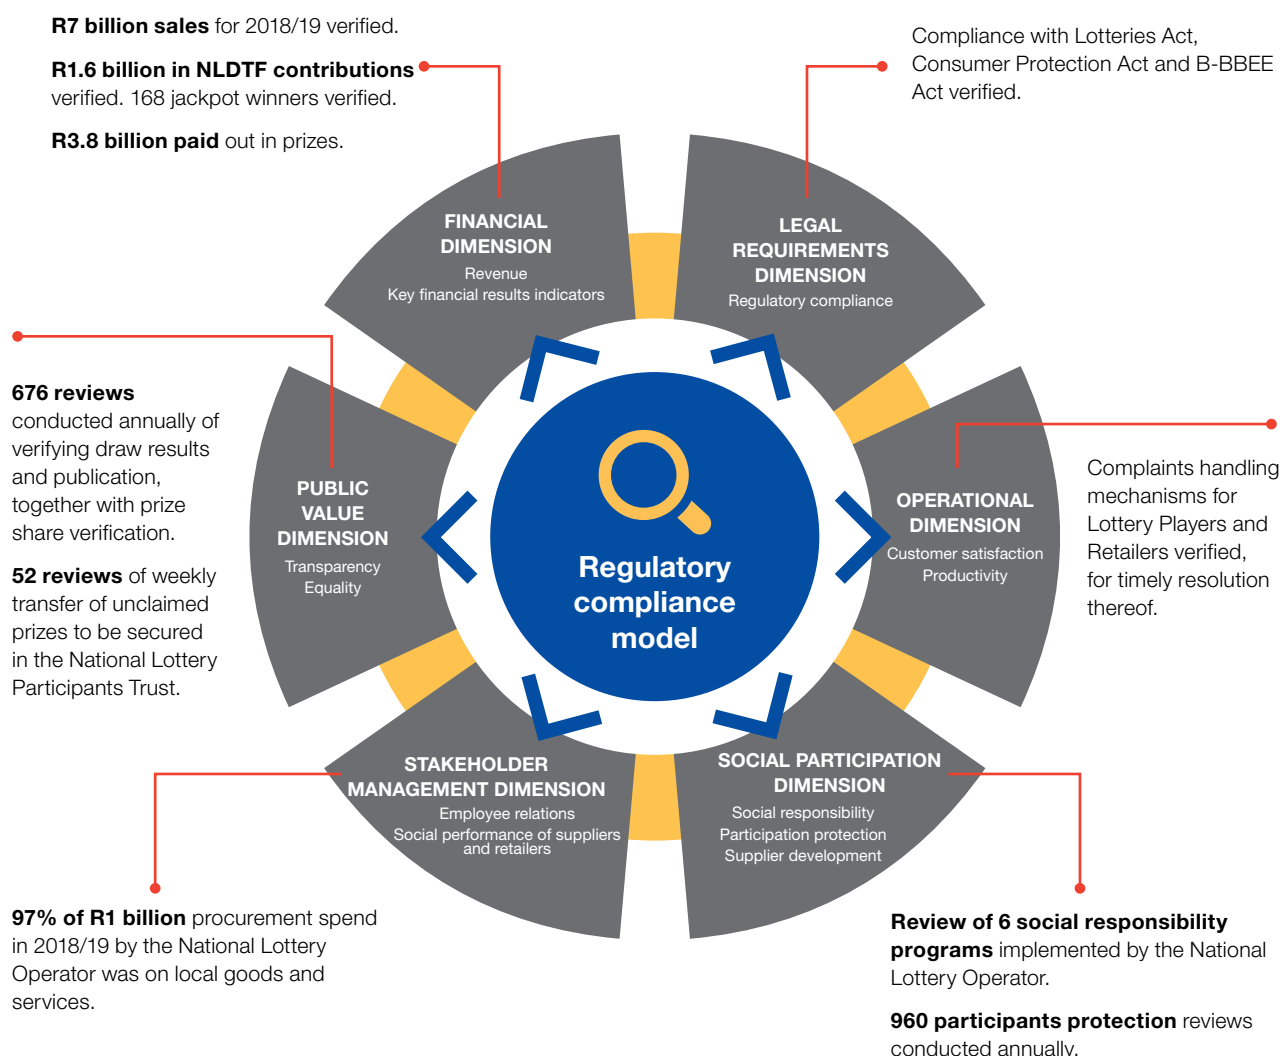 R7 billion sales for 2018/19 verified.
R1.6 billion in NLDTF contributions
verified. 168 jackpot winners verified.
R3.8 billion paid out in prizes.
Compliance with Lotteries Act,
Consumer Protection Act and B-BBEE
Act verified.
FINANCIAL
DIMENSION
Revenue
Key financial results indicators
LEGAL
REQUIREMENTS
DIMENSION
Regulatory compliance
676 reviews
conducted annually of
verifying draw results
and publication,
together with prize
share verification.
52 reviews of weekly
transfer of unclaimed
prizes to be secured
in the National Lottery
Participants Trust.
PUBLIC
VALUE
DIMENSION
Transparency
Equality
Regulatory
compliance
model
OPERATIONAL
DIMENSION
Customer satisfaction
Productivity
Complaints handling
mechanisms for
Lottery Players and
Retailers verified,
for timely resolution
thereof.
STAKEHOLDER
MANAGEMENT DIMENSION
Employee relations
Social performance of suppliers
and retailers
SOCIAL PARTICIPATION
DIMENSION
Social responsibility
Participation protection
Supplier development
97% of R1 billion procurement spend
in 2018/19 by the National Lottery
Operator was on local goods and
services.
Review of 6 social responsibility
programs implemented by the National
Lottery Operator.
960 participants protection reviews
conducted annually.